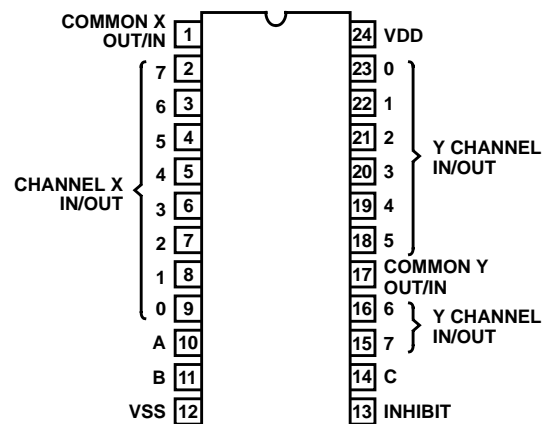 COMMON X
OUT/IN
1
24 VDD
7 2
23 0
6 3
22 1
5 4
21 2
4 5
20 3
3 6
19 4
2 7
18 5
1 8
17 COMMON Y
OUT/IN
0 9
16 6
A 10
15 7
B 11
14 C
VSS 12
13 INHIBIT
CHANNEL X
IN/OUT
Y CHANNEL
IN/OUT
Y CHANNEL
IN/OUT